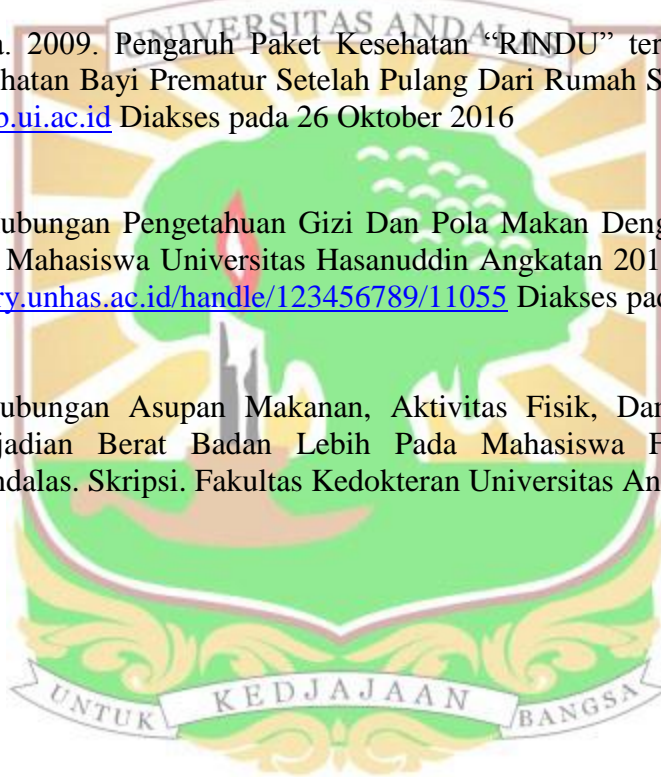 UNIVERSITAS ANDALAS
a. 2009. Pengaruh Paket Kesehatan “RINDU” ter
hatan Bayi Prematur Setelah Pulang Dari Rumah S
.ui.ac.id Diakses pada 26 Oktober 2016
ubungan Pengetahuan Gizi Dan Pola Makan Deng
Mahasiswa Universitas Hasanuddin Angkatan 201
ry.unhas.ac.id/handle/123456789/11055 Diakses pad
ubungan Asupan Makanan, Aktivitas Fisik, Dan
jadian Berat Badan Lebih Pada Mahasiswa F
ndalas. Skripsi. Fakultas Kedokteran Universitas An
UNTUK KEDJAJAAN BANGSA